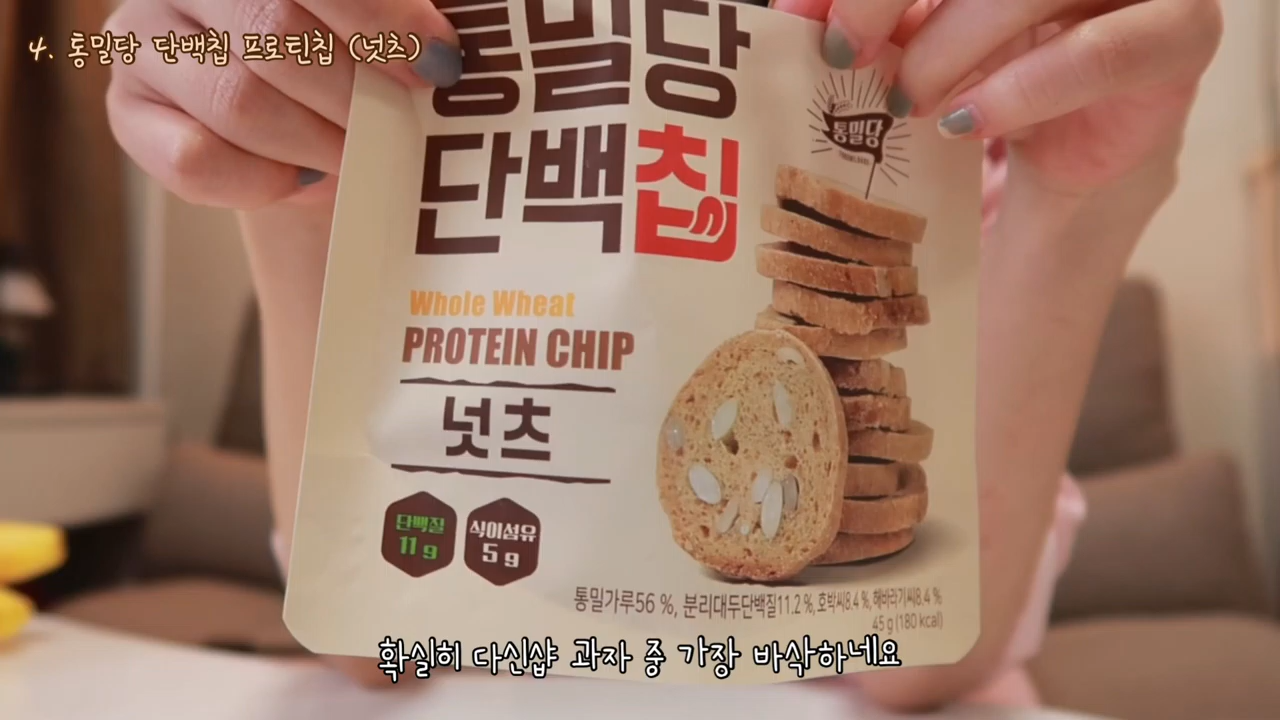 4. 통밀당 단백칩 프로틴칩 (넛츠)
통밀당
단백칩
통밀당
Whole Wheat
PROTEIN CHIP
넛츠
단백질
11 g
식이섬유
5 g
통밀가루56 %, 분리대두단백질11.2 %, 호박씨8.4 %, 해바라기씨8.4 %
45 g (180 kcal)
확실히 다신샵 과자 중 가장 바삭하네요